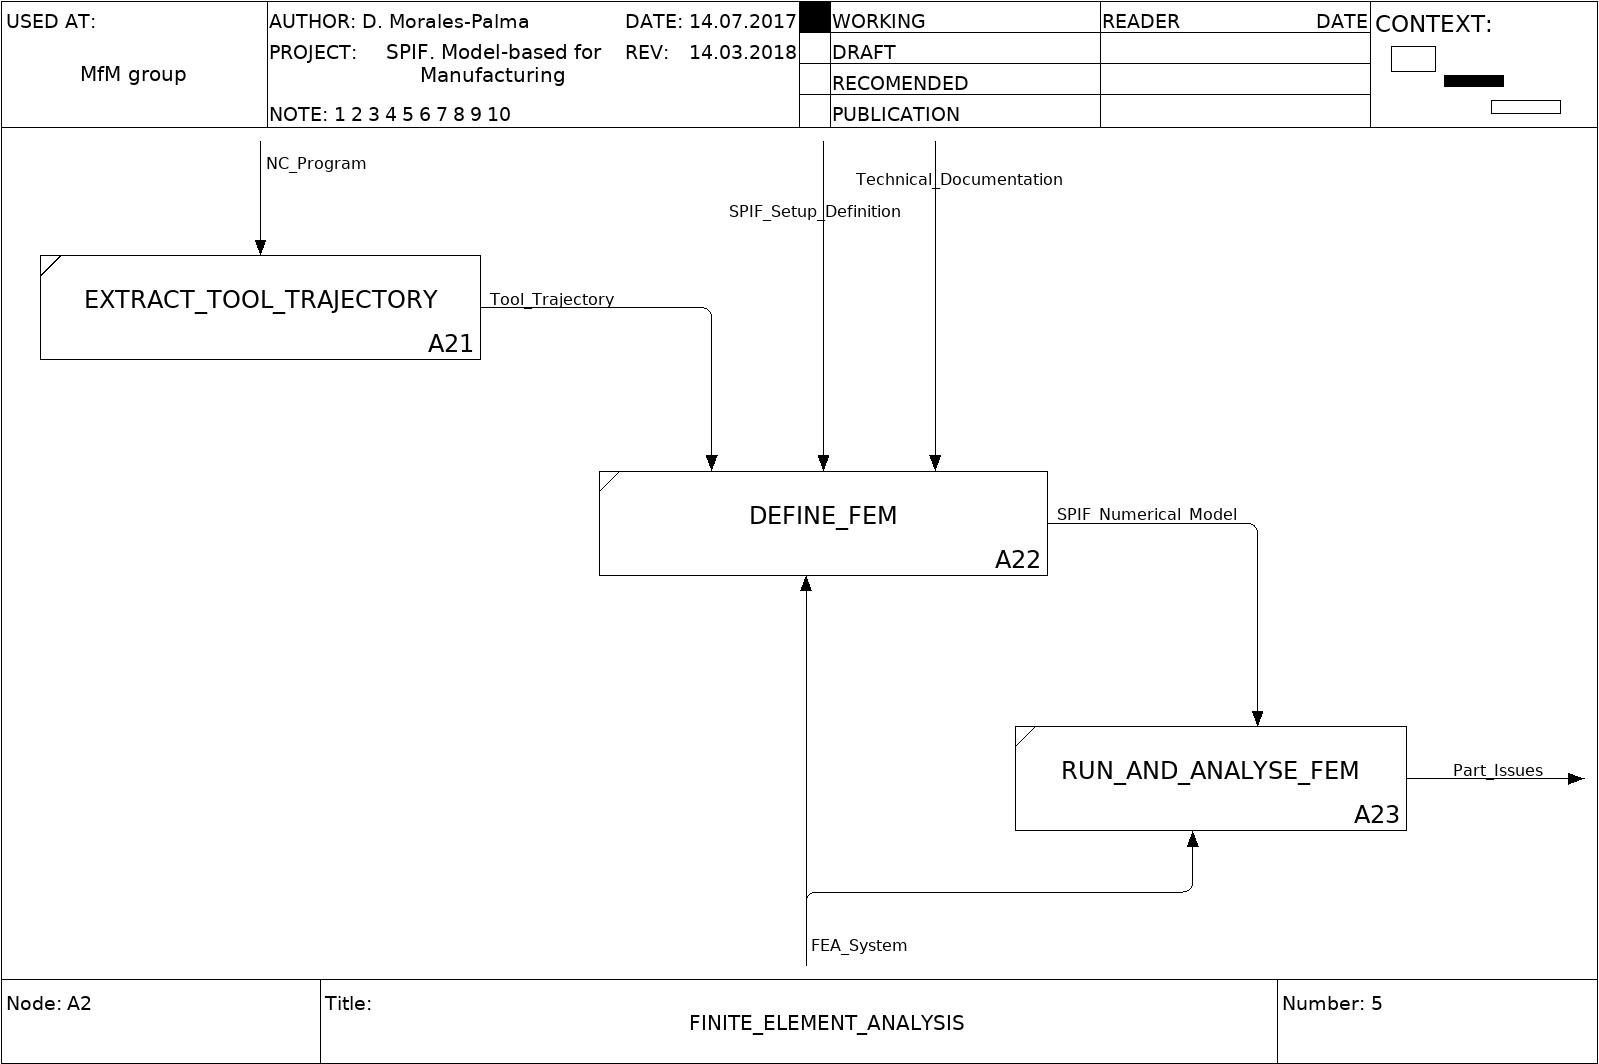 USED AT:
MfM group
AUTHOR: D. Morales-Palma
DATE: 14.07.2017
PROJECT: SPIF. Model-based for
Manufacturing
REV: 14.03.2018
NOTE: 1 2 3 4 5 6 7 8 9 10
WORKING
DRAFT
RECOMENDED
PUBLICATION
READER DATE
CONTEXT:
NC_Program
Technical_Documentation
SPIF_Setup_Definition
EXTRACT_TOOL_TRAJECTORY
A21
Tool_Trajectory
DEFINE_FEM
A22
SPIF_Numerical_Model
RUN_AND_ANALYSE_FEM
A23
Part_Issues
FEA_System
Node: A2
Title:
FINITE_ELEMENT_ANALYSIS
Number: 5